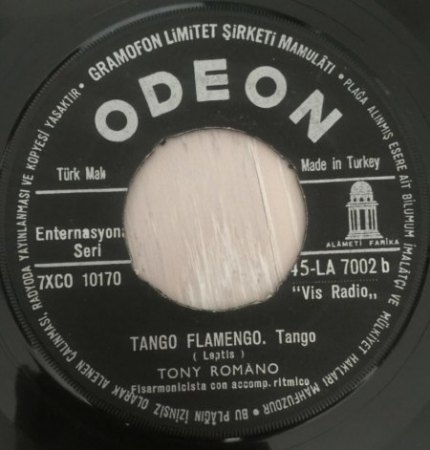 GRAMOFON LİMİTET ŞİRKETİ MAMULÂTI • PLAĞA ALINMIŞ ESERE AİT BİLUMUM İMALÂTÇI VE MÜLKİYET HAKLARI MAHFUZDUR • BU PLÂĞIN İZİNSİZ OLARAK ALENEN ÇALINMASI, RADYODA YAYINLANMASI VE KOPYESİ YASAKTIR •
ODEON
Türk Malı
Made in Turkey
Enternasyonal
Seri
ALÂMETİ FARİKA
7XCO 10170
45-LA 7002 b
"Vis Radio„
TANGO FLAMENGO. Tango
( Leptis )
TONY ROMÂNO
Fisarmonicista con accomp. ritmico